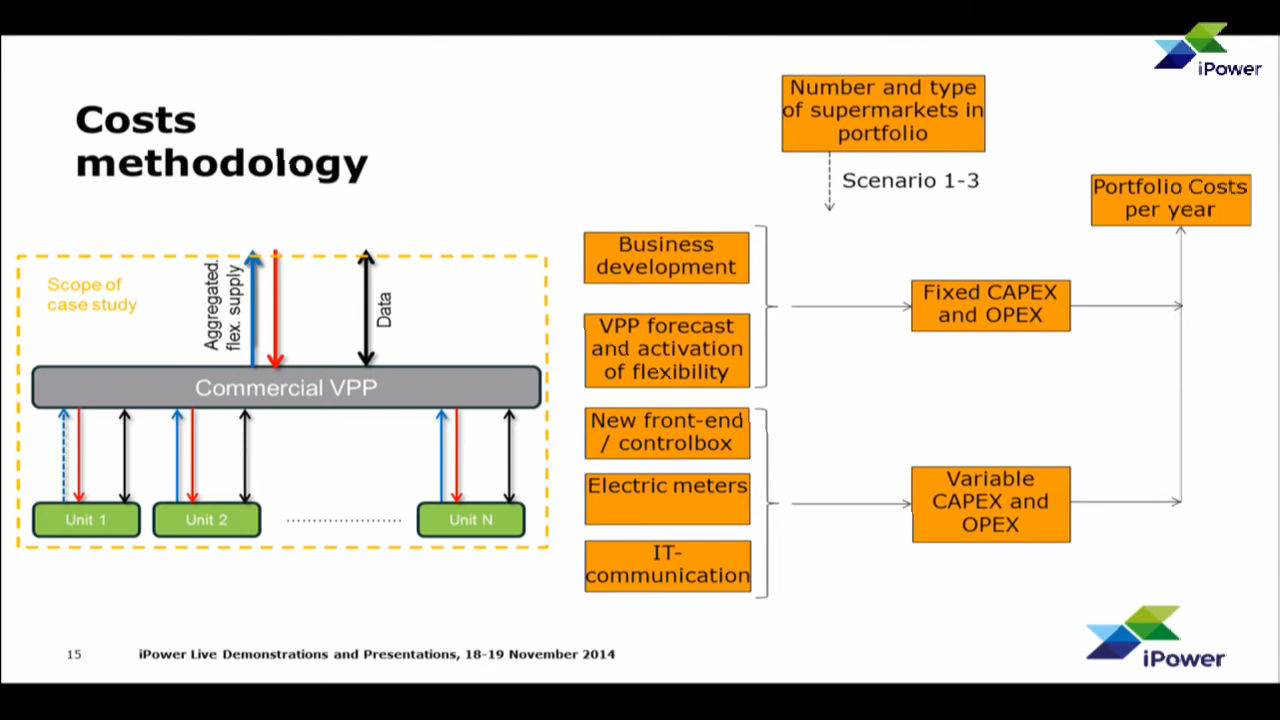 iPower
Costs
methodology
Number and type
of supermarkets in
portfolio
Scenario 1-3
Portfolio Costs
per year
Scope of
case study
Aggregated.
flex. supply
Data
Commercial VPP
Unit 1
Unit 2
Unit N
Business
development
VPP forecast
and activation
of flexibility
New front-end
/ controlbox
Electric meters
IT-
communication
Fixed CAPEX
and OPEX
Variable
CAPEX and
OPEX
15
iPower Live Demonstrations and Presentations, 18-19 November 2014
iPower